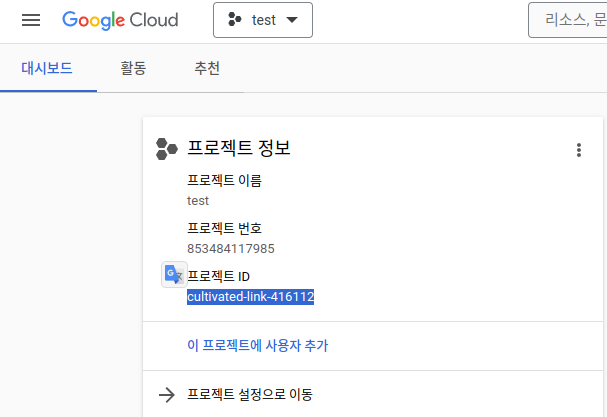 Google Cloud
test
리소스, 문
대시보드
활동
추천
프로젝트 정보
프로젝트 이름
test
프로젝트 번호
853484117985
프로젝트 ID
cultivated-link-416112
이 프로젝트에 사용자 추가
프로젝트 설정으로 이동